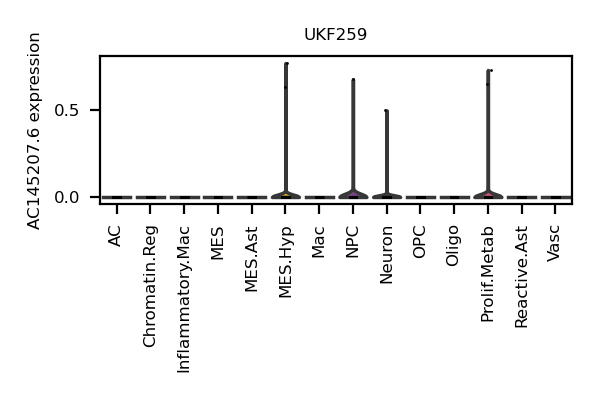 UKF259
AC145207.6 expression
0.5
0.0
AC
Chromatin.Reg
Inflammatory.Mac
MES
MES.Ast
MES.Hyp
Mac
NPC
Neuron
OPC
Oligo
Prolif.Metab
Reactive.Ast
Vasc